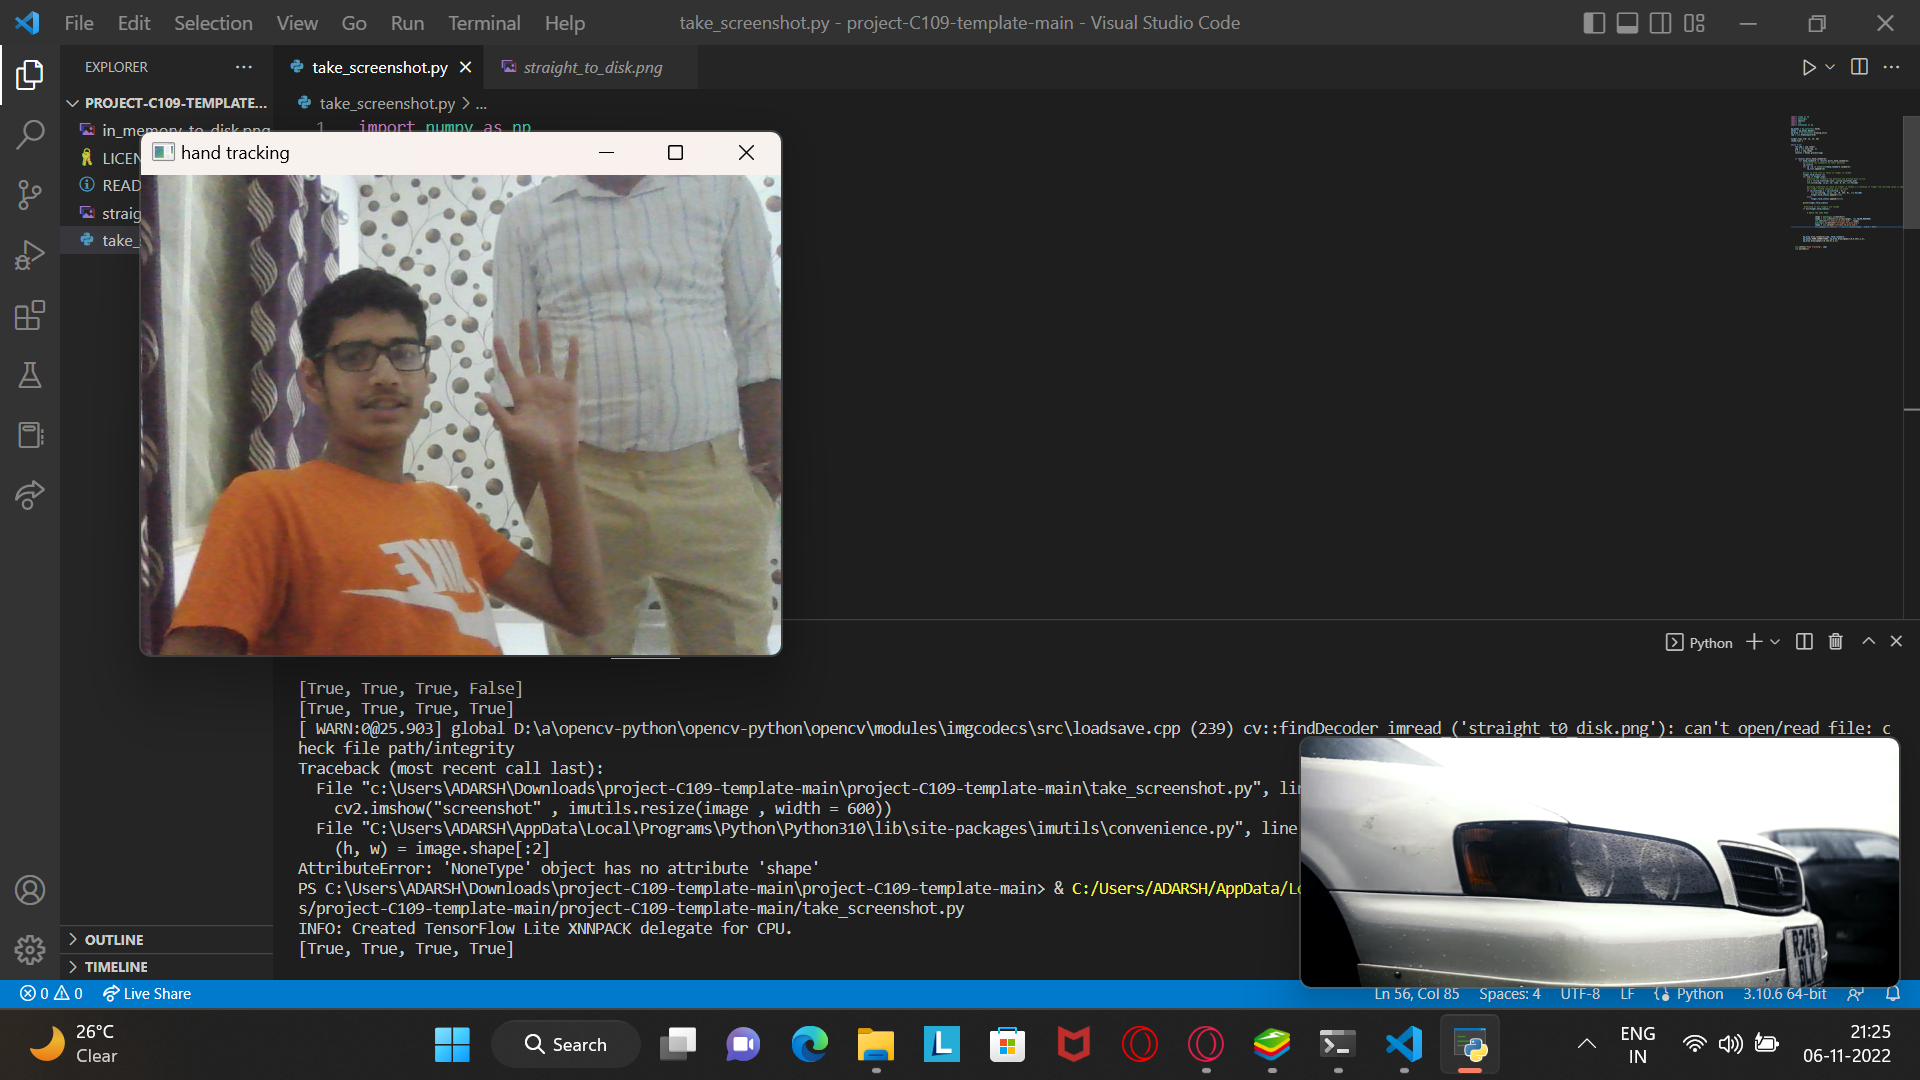 File Edit Selection View Go Run Terminal Help
take_screenshot.py - project-C109-template-main - Visual Studio Code
EXPLORER
take_screenshot.py
straight_to_disk.png
PROJECT-C109-TEMPLATE...
take_screenshot.py > ...
in_memory_to_disk.png
1 import numpy as np
hand tracking
LICEN
READ
straig
take_
NIKE
Python
[True, True, True, False]
[True, True, True, True]
[ WARN:0@25.903] global D:\a\opencv-python\opencv-python\opencv\modules\imgcodecs\src\loadsave.cpp (239) cv::findDecoder imread_('straight_t0_disk.png'): can't open/read file: c
heck file path/integrity
Traceback (most recent call last):
File "c:\Users\ADARSH\Downloads\project-C109-template-main\project-C109-template-main\take_screenshot.py", lin
cv2.imshow("screenshot" , imutils.resize(image , width = 600))
File "C:\Users\ADARSH\AppData\Local\Programs\Python\Python310\lib\site-packages\imutils\convenience.py", line
(h, w) = image.shape[:2]
AttributeError: 'NoneType' object has no attribute 'shape'
PS C:\Users\ADARSH\Downloads\project-C109-template-main\project-C109-template-main> & C:/Users/ADARSH/AppData/Lo
s/project-C109-template-main/project-C109-template-main/take_screenshot.py
INFO: Created TensorFlow Lite XNNPACK delegate for CPU.
[True, True, True, True]
OUTLINE
TIMELINE
0 0 Live Share
Ln 56, Col 85 Spaces: 4 UTF-8 LF Python 3.10.6 64-bit
26°C
Clear
Search
L
ENG
IN
21:25
06-11-2022